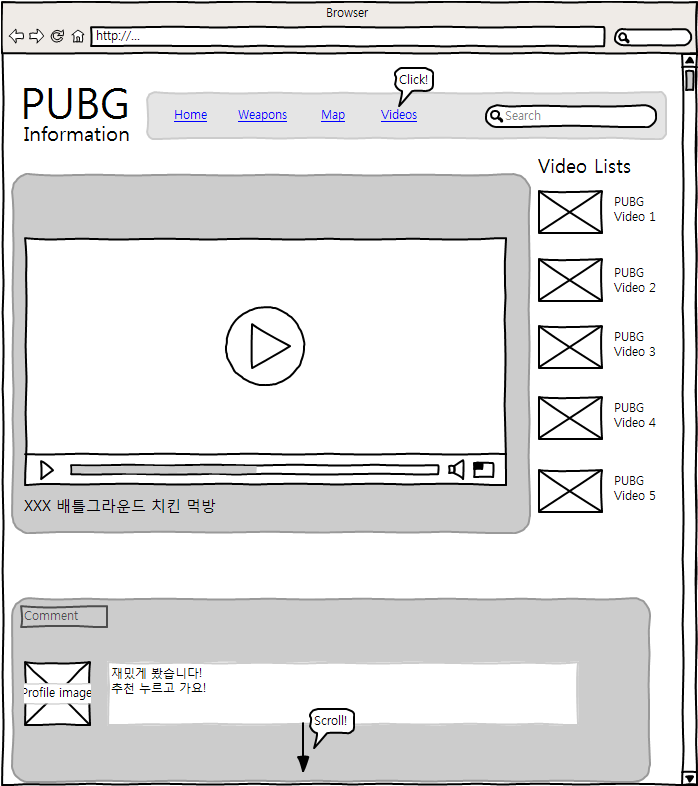 Browser
http://...
Click!
PUBG
Information
Home
Weapons
Map
Videos
Search
Video Lists
PUBG
Video 1
PUBG
Video 2
PUBG
Video 3
PUBG
Video 4
PUBG
Video 5
XXX 배틀그라운드 치킨 먹방
Comment
Profile image
재밌게 봤습니다!
추천 누르고 가요!
Scroll!